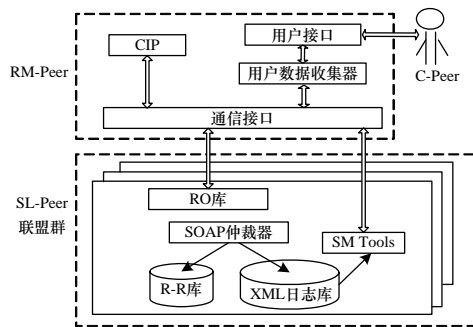 CIP
用户接口
RM-Peer
用户数据收集器
C-Peer
通信接口
SL-Peer
联盟群
RO库
SOAP仲裁器
SM Tools
R-R库
XML日志库